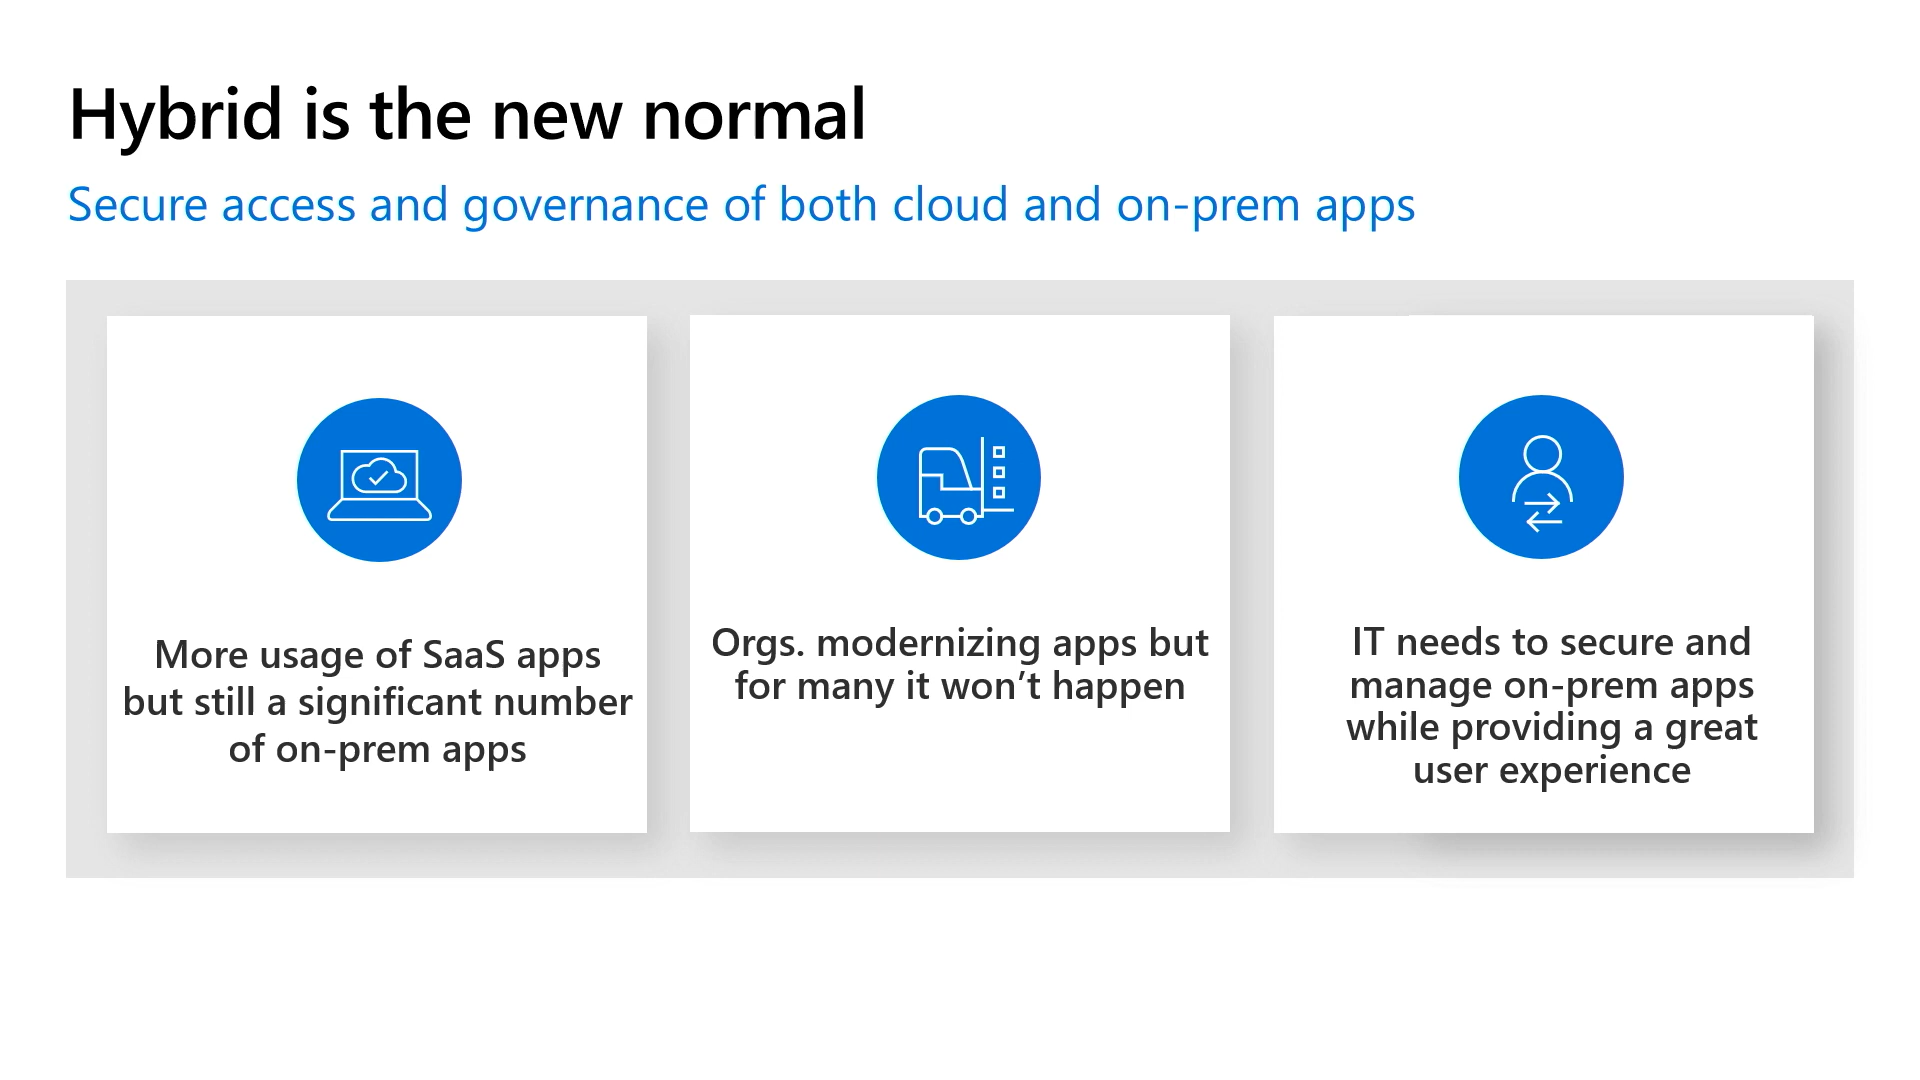 Hybrid is the new normal
Secure access and governance of both cloud and on-prem apps
More usage of SaaS apps
but still a significant number
of on-prem apps
Orgs. modernizing apps but
for many it won’t happen
IT needs to secure and
manage on-prem apps
while providing a great
user experience